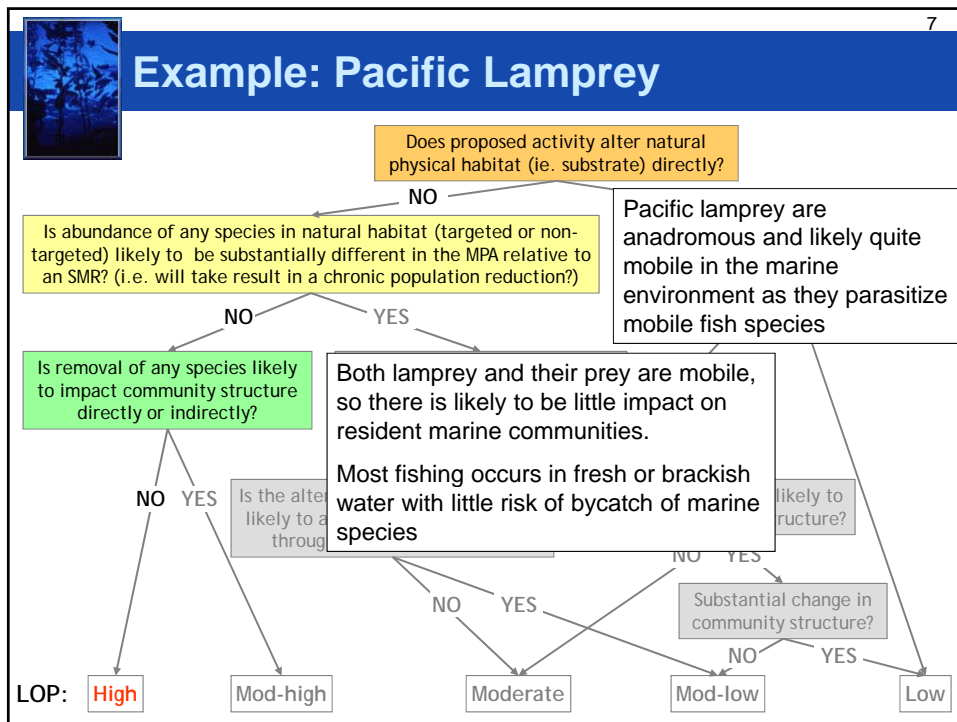 7
Example: Pacific Lamprey
Does proposed activity alter natural
physical habitat (ie. substrate) directly?
NO
Pacific lamprey are
anadromous and likely quite
mobile in the marine
environment as they parasitize
mobile fish species
Is abundance of any species in natural habitat (targeted or non-
targeted) likely to be substantially different in the MPA relative to
an SMR? (i.e. will take result in a chronic population reduction?)
NO
YES
Is removal of any species likely
to impact community structure
directly or indirectly?
Both lamprey and their prey are mobile,
so there is likely to be little impact on
resident marine communities.
Most fishing occurs in fresh or brackish
water with little risk of bycatch of marine
species
NO YES
Is the alter
likely to a
throug
likely to
tructure?
NO YES
NO
YES
Substantial change in
community structure?
NO
YES
LOP: High
Mod-high
Moderate
Mod-low
Low